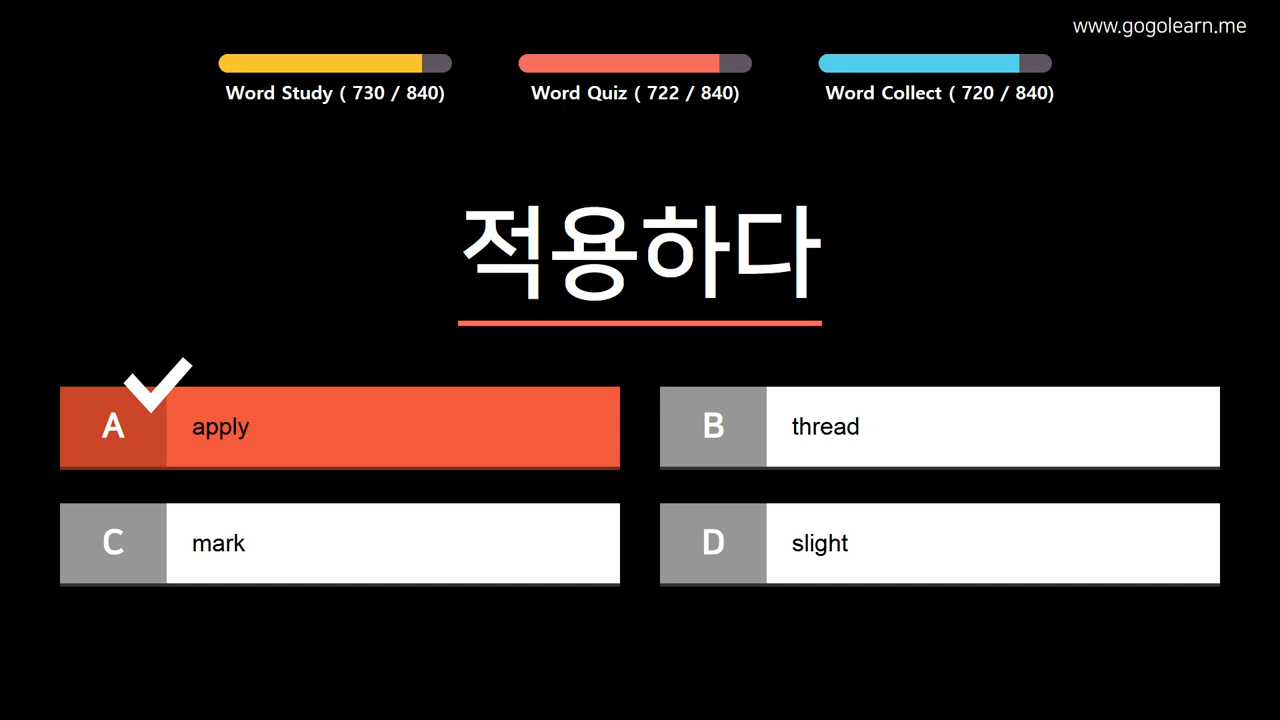 www.gogolearn.me
Word Study ( 730 / 840)
Word Quiz ( 722 / 840)
Word Collect ( 720 / 840)
적용하다
A apply
B thread
C mark
D slight